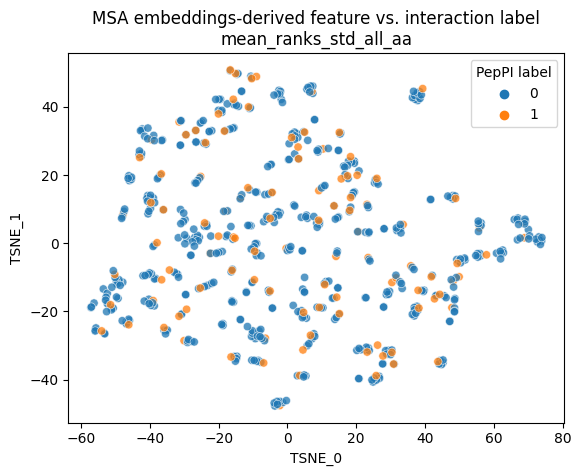 MSA embeddings-derived feature vs. interaction label
mean_ranks_std_all_aa
PepPI label
0
1
40
20
0
−20
−40
TSNE_1
−60 −40 −20 0 20 40 60 80
TSNE_0